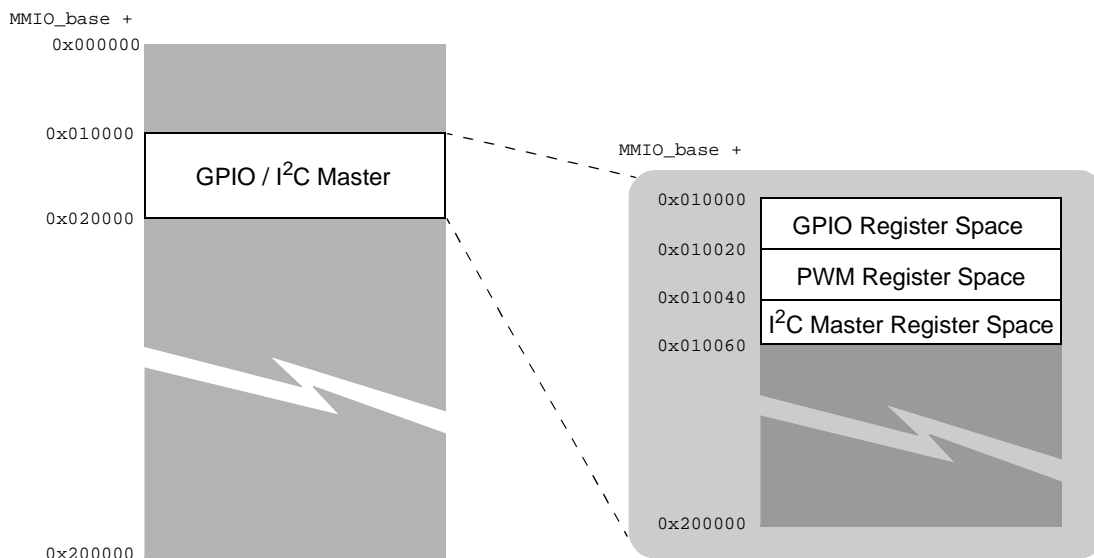 MMIO_base +
0x000000
0x010000
GPIO / I²C Master
0x020000
0x200000
MMIO_base +
0x010000
GPIO Register Space
0x010020
PWM Register Space
0x010040
I²C Master Register Space
0x010060
0x200000